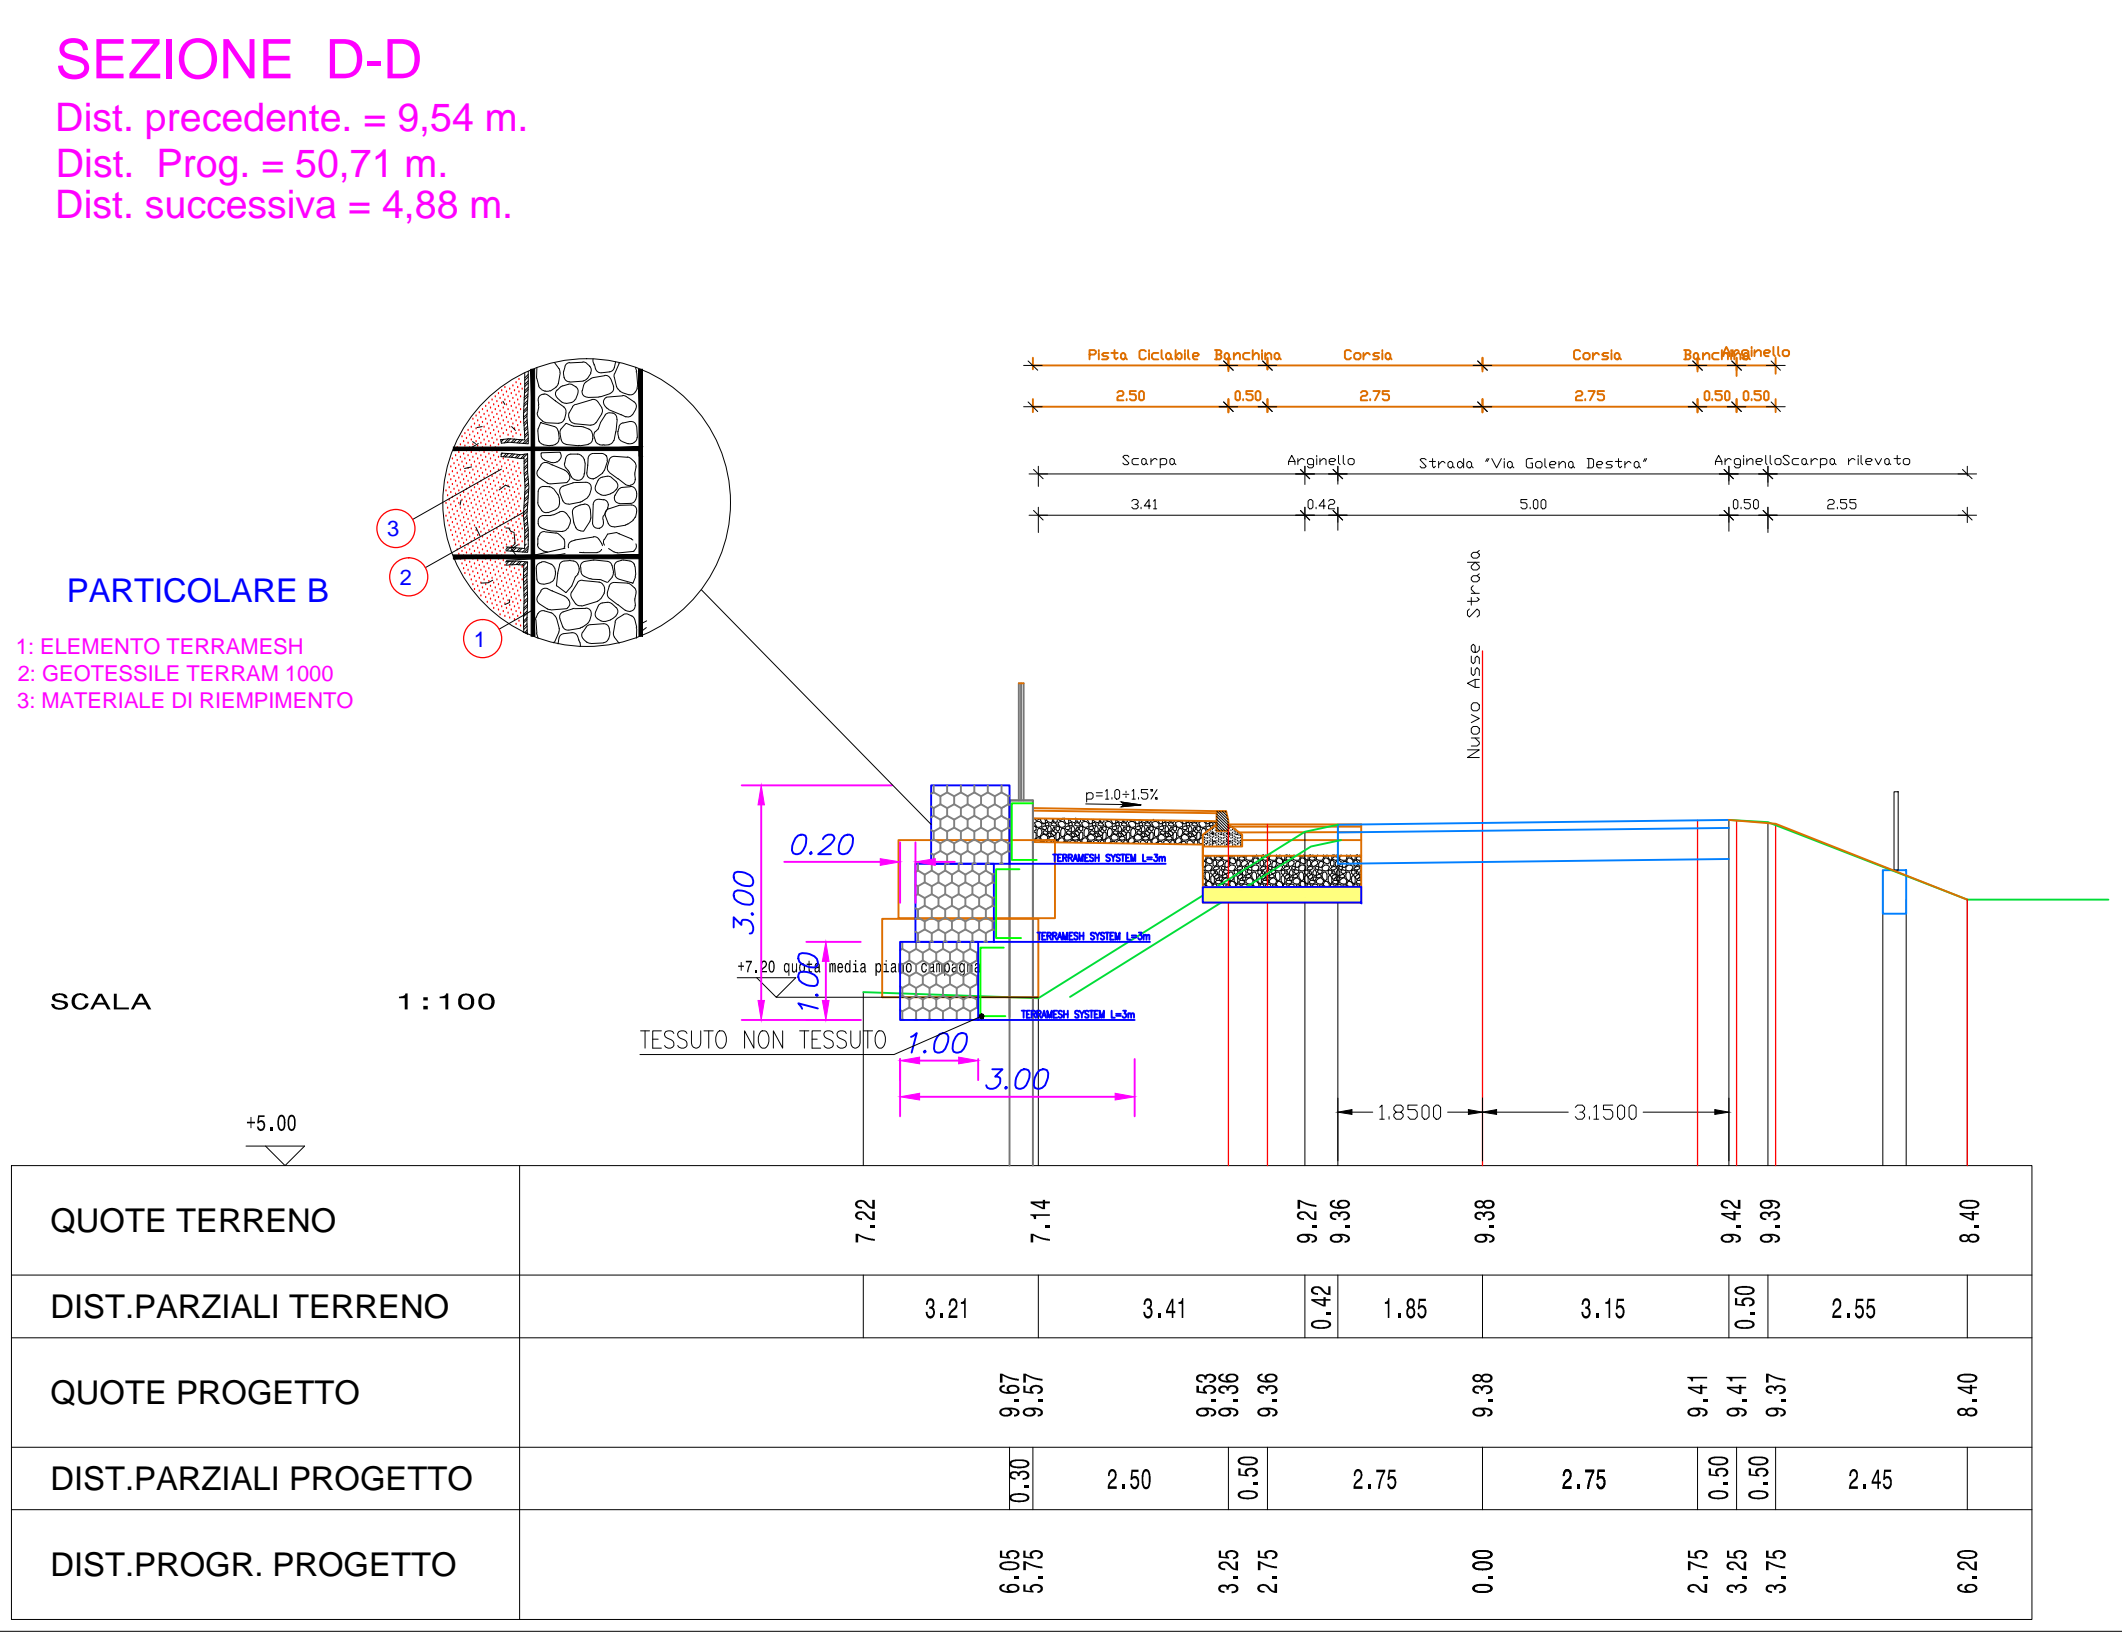 SEZIONE D-D
Dist. precedente. = 9,54 m.
Dist. Prog. = 50,71 m.
Dist. successiva = 4,88 m.
Pista Ciclabile Banchina Corsia Corsia Banchina Arginello
2.50 0.50 2.75 2.75 0.50 0.50
Scarpa Arginello Strada "Via Golena Destra" Arginello Scarpa rilevato
3.41 0.42 5.00 0.50 2.55
3
2
1
PARTICOLARE B
1: ELEMENTO TERRAMESH
2: GEOTESSILE TERRAM 1000
3: MATERIALE DI RIEMPIMENTO
Nuovo Asse Strada
p=1.0÷1.5%
0.20
TERRAMESH SYSTEM L=3m
3.00
TERRAMESH SYSTEM L=3m
+7.20 quota media piano campagna
1.00
SCALA 1:100
TERRAMESH SYSTEM L=3m
TESSUTO NON TESSUTO
1.00
3.00
1.8500 3.1500
+5.00
QUOTE TERRENO 7.22 7.14 9.27 9.36 9.38 9.42 9.39 8.40
DIST.PARZIALI TERRENO 3.21 3.41 0.42 1.85 3.15 0.50 2.55
QUOTE PROGETTO 9.67 9.57 9.53 9.36 9.36 9.38 9.41 9.41 9.37 8.40
DIST.PARZIALI PROGETTO 0.30 2.50 0.50 2.75 2.75 0.50 0.50 2.45
DIST.PROGR. PROGETTO 6.05 5.75 3.25 2.75 0.00 2.75 3.25 3.75 6.20